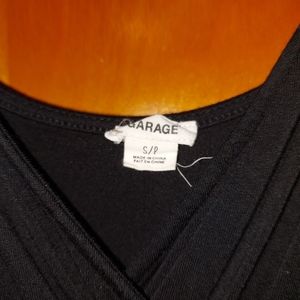 GARAGE
S/P
MADE IN CHINA
FAIT EN CHINE